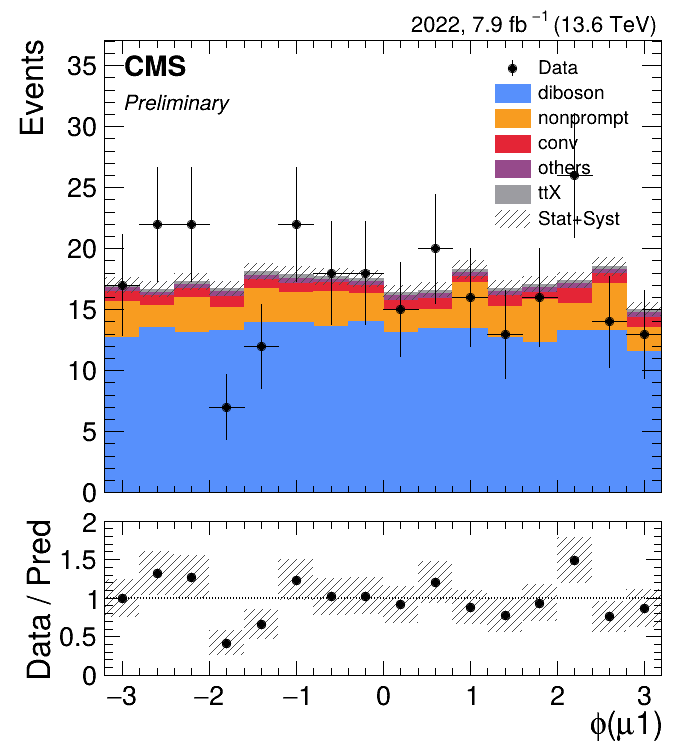 2022, 7.9 fb⁻¹ (13.6 TeV)
Events
CMS
Preliminary
Data
diboson
nonprompt
conv
others
ttX
Stat+Syst
35
30
25
20
15
10
5
0
Data / Pred
2
1.5
1
0.5
0
−3 −2 −1 0 1 2 3
ϕ(μ1)